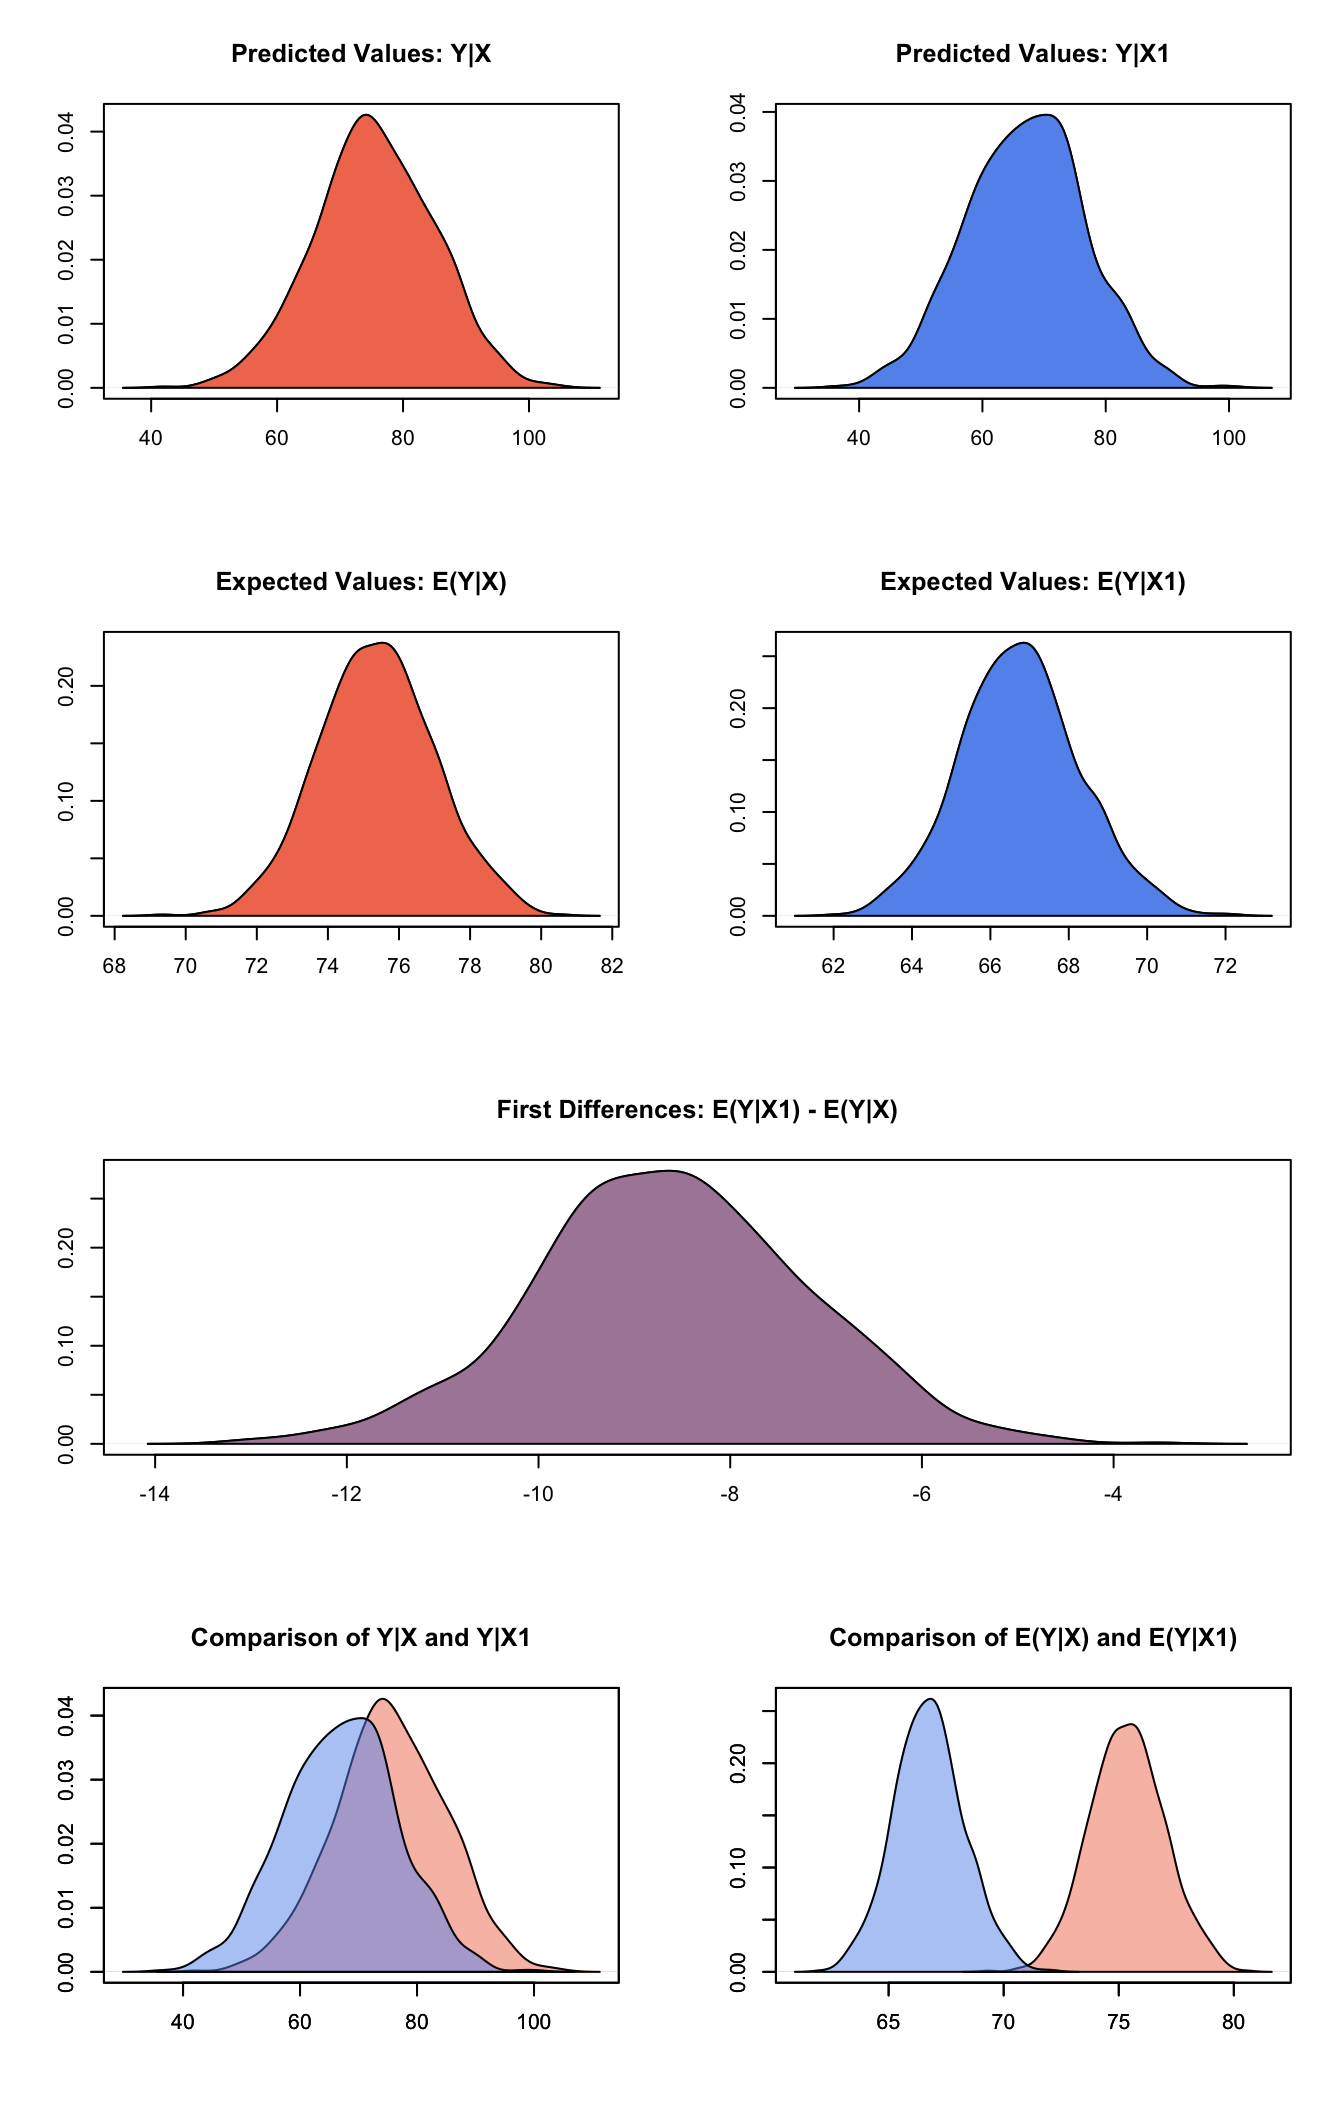 Predicted Values: Y|X
0.04
0.03
0.02
0.01
0.00
40 60 80 100
Predicted Values: Y|X1
0.04
0.03
0.02
0.01
0.00
40 60 80 100
Expected Values: E(Y|X)
0.20
0.10
0.00
68 70 72 74 76 78 80 82
Expected Values: E(Y|X1)
0.20
0.10
0.00
62 64 66 68 70 72
First Differences: E(Y|X1) - E(Y|X)
0.20
0.10
0.00
-14 -12 -10 -8 -6 -4
Comparison of Y|X and Y|X1
0.04
0.03
0.02
0.01
0.00
40 60 80 100
Comparison of E(Y|X) and E(Y|X1)
0.20
0.10
0.00
65 70 75 80